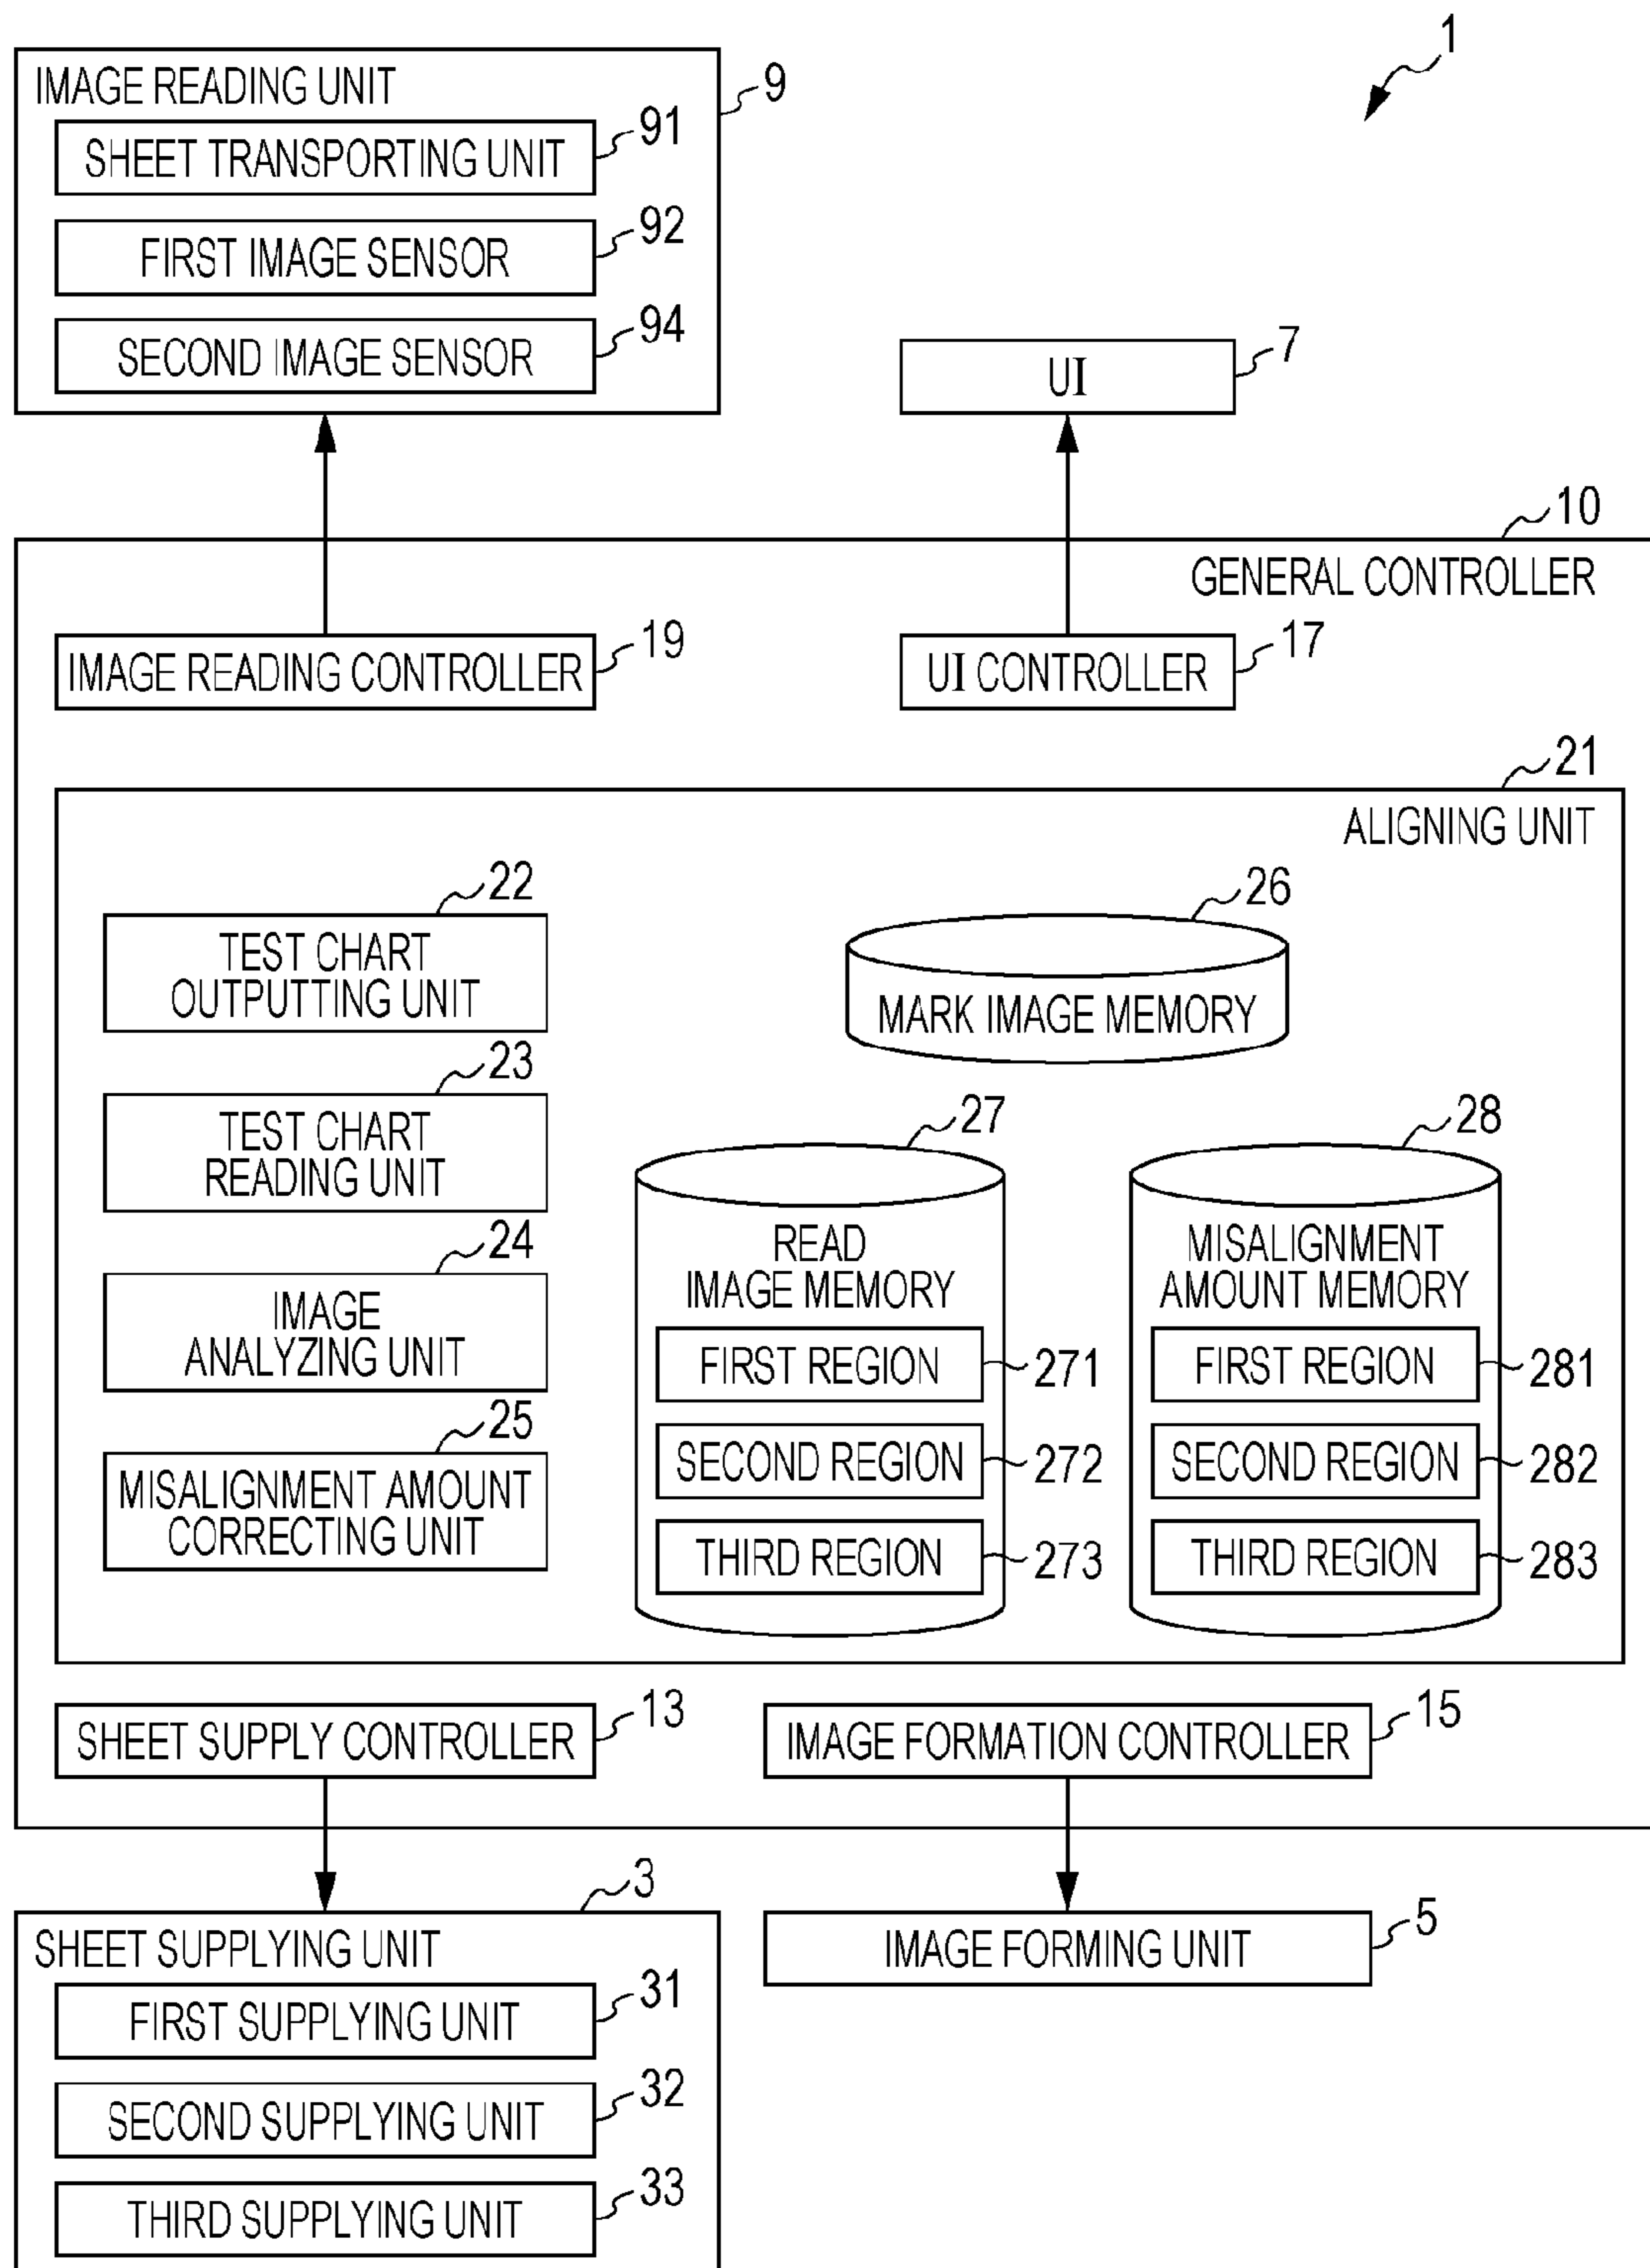 1
IMAGE READING UNIT
9
SHEET TRANSPORTING UNIT
91
FIRST IMAGE SENSOR
92
SECOND IMAGE SENSOR
94
UI
7
10
GENERAL CONTROLLER
IMAGE READING CONTROLLER
19
UI CONTROLLER
17
21
ALIGNING UNIT
22
TEST CHART
OUTPUTTING UNIT
26
MARK IMAGE MEMORY
23
TEST CHART
READING UNIT
24
IMAGE
ANALYZING UNIT
25
MISALIGNMENT AMOUNT
CORRECTING UNIT
27
READ
IMAGE MEMORY
FIRST REGION
271
SECOND REGION
272
THIRD REGION
273
28
MISALIGNMENT
AMOUNT MEMORY
FIRST REGION
281
SECOND REGION
282
THIRD REGION
283
SHEET SUPPLY CONTROLLER
13
IMAGE FORMATION CONTROLLER
15
3
SHEET SUPPLYING UNIT
FIRST SUPPLYING UNIT
31
SECOND SUPPLYING UNIT
32
THIRD SUPPLYING UNIT
33
IMAGE FORMING UNIT
5